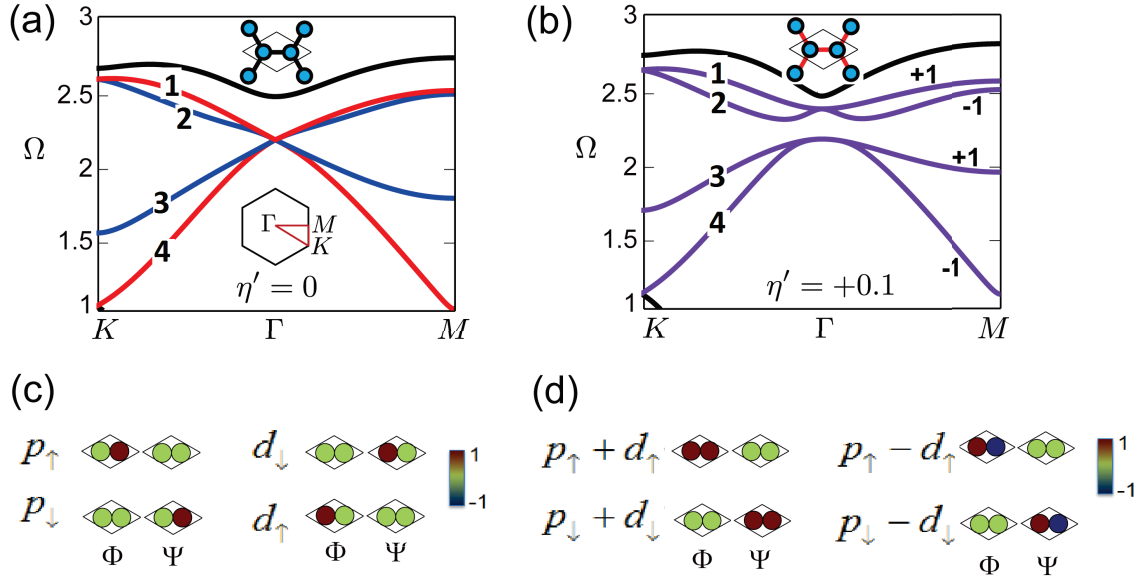 (a)
3
2.5
2
1.5
1
Ω
1
2
3
4
Γ
M
K
η′ = 0
K
Γ
M
(b)
3
2.5
2
1.5
1
Ω
1
2
3
4
+1
-1
+1
-1
η′ = +0.1
K
Γ
M
(c)
p↑
d↓
p↓
d↑
Φ
Ψ
1
-1
(d)
p↑ + d↑
p↑ − d↑
p↓ + d↓
p↓ − d↓
Φ
Ψ
Φ
Ψ
1
-1